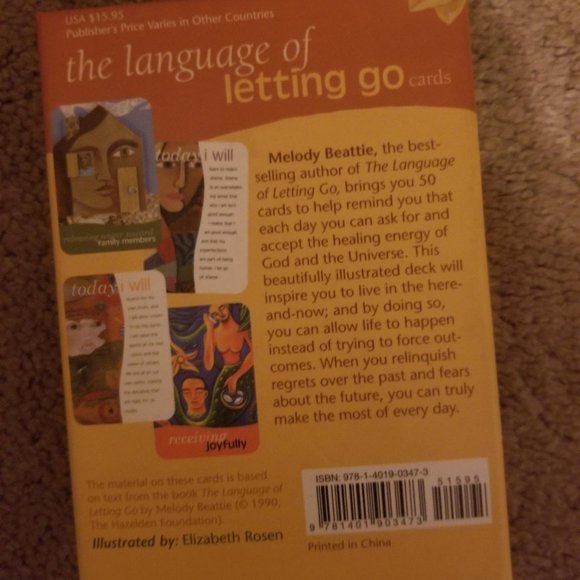 USA $15.95
Publisher's Price Varies in Other Countries
the language of
letting go cards
Melody Beattie, the best-
selling author of The Language
of Letting Go, brings you 50
cards to help remind you that
each day you can ask for and
accept the healing energy of
God and the Universe. This
beautifully illustrated deck will
inspire you to live in the here-
and-now; and by doing so,
you can allow life to happen
instead of trying to force out-
comes. When you relinquish
regrets over the past and fears
about the future, you can truly
make the most of every day.
releasing anger toward
family members
today i will
today i will
receiving
joyfully
The material on these cards is based
on text from the book The Language of
Letting Go by Melody Beattie (© 1990,
The Hazelden Foundation).
Illustrated by: Elizabeth Rosen
ISBN: 978-1-4019-0347-3
51595
9 781401 903473
Printed in China